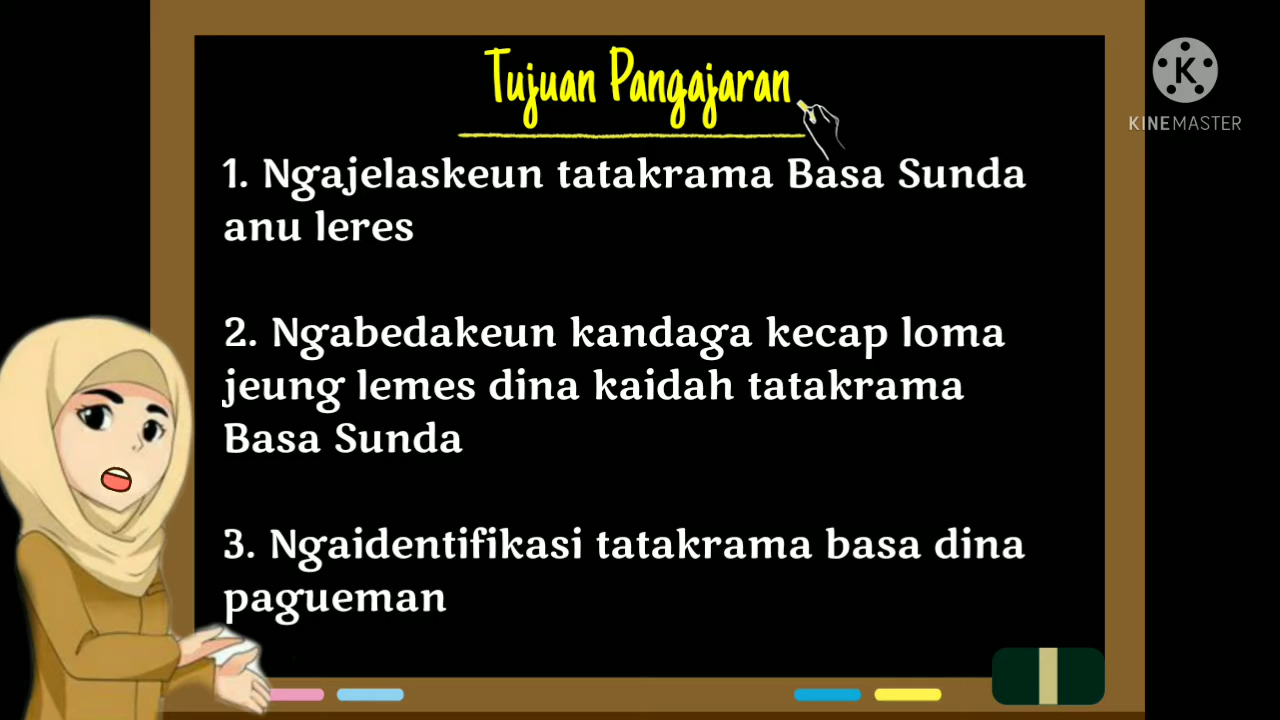 Tujuan Pangajaran
K
KINEMASTER
1. Ngajelaskeun tatakrama Basa Sunda
anu leres
2. Ngabedakeun kandaga kecap loma
jeung lemes dina kaidah tatakrama
Basa Sunda
3. Ngaidentifikasi tatakrama basa dina
pagueman